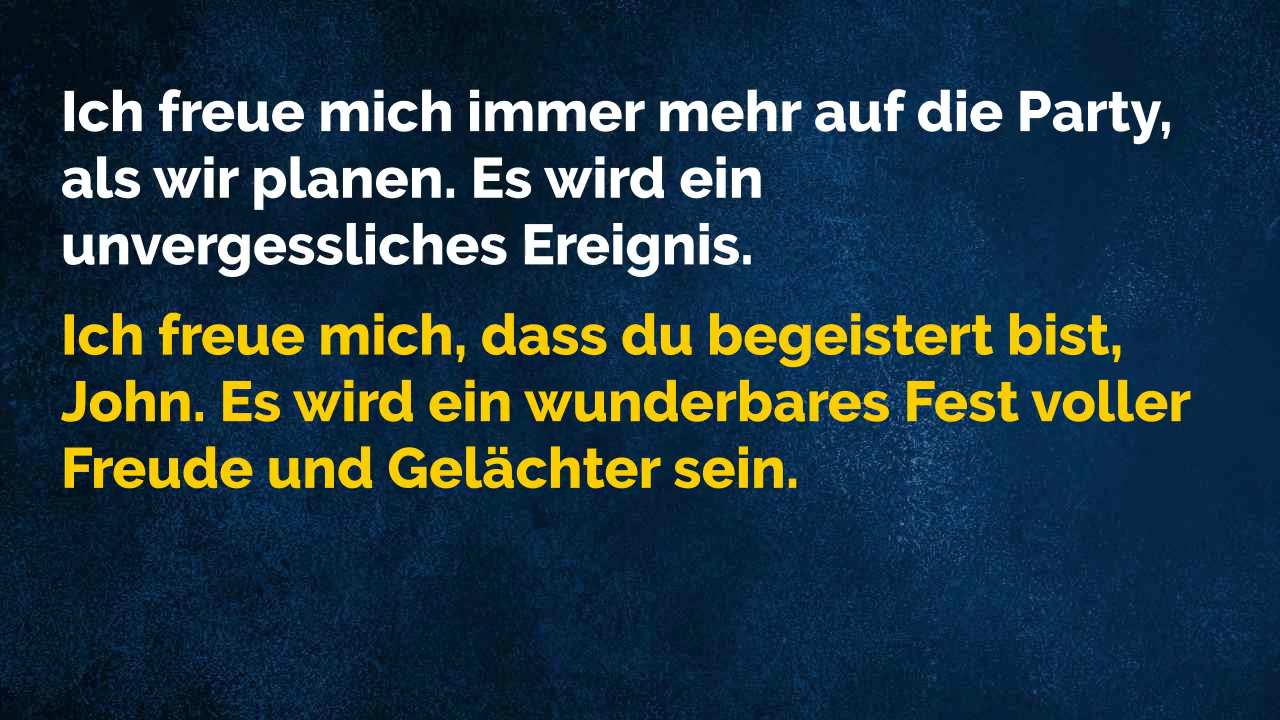 Ich freue mich immer mehr auf die Party,
als wir planen. Es wird ein
unvergessliches Ereignis.
Ich freue mich, dass du begeistert bist,
John. Es wird ein wunderbares Fest voller
Freude und Gelächter sein.